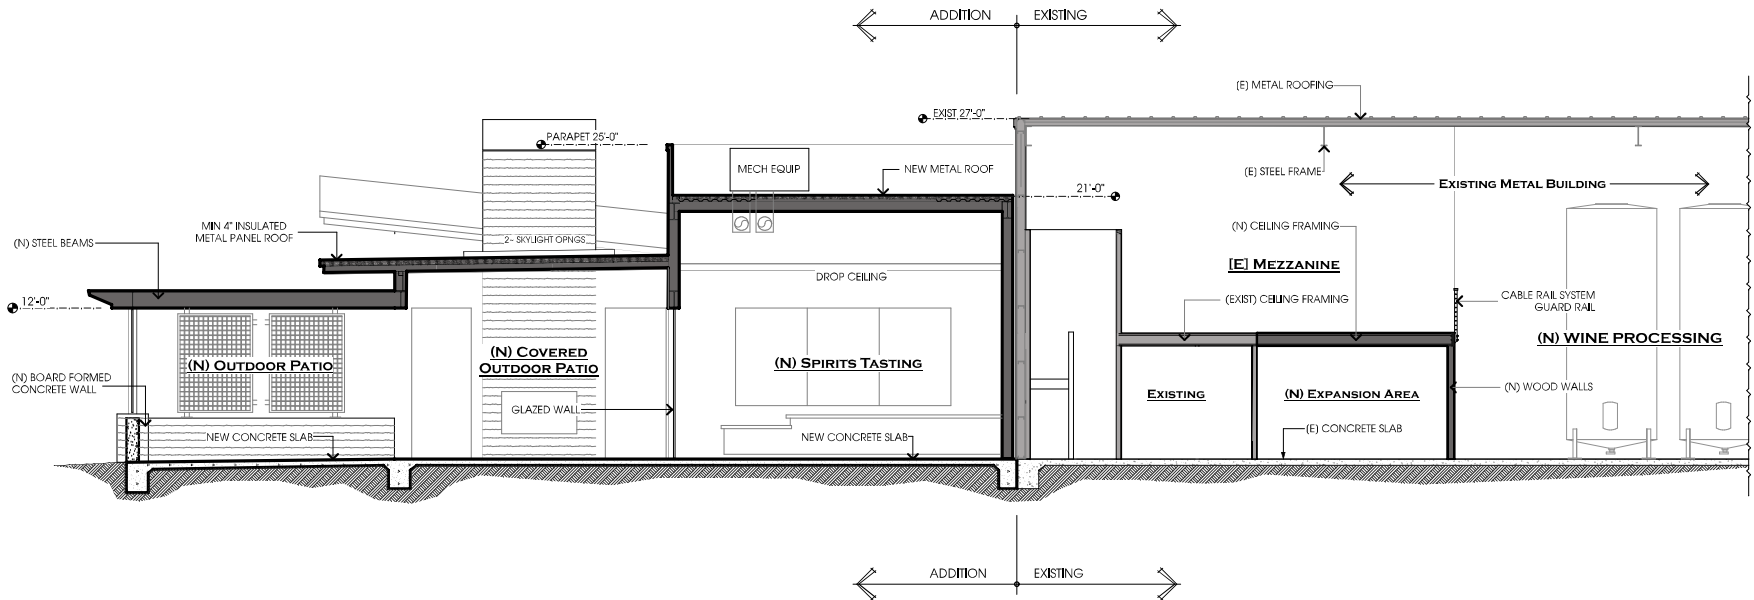 ADDITION
EXISTING
(E) METAL ROOFING
EXIST 27'-0"
PARAPET 25'-0"
MECH EQUIP
NEW METAL ROOF
(E) STEEL FRAME
EXISTING METAL BUILDING
21'-0"
MIN 4" INSULATED
METAL PANEL ROOF
(N) STEEL BEAMS
2- SKYLIGHT OPNGS
(N) CEILING FRAMING
[E] MEZZANINE
DROP CEILING
(EXIST) CEILING FRAMING
CABLE RAIL SYSTEM
GUARD RAIL
12'-0"
(N) WINE PROCESSING
(N) OUTDOOR PATIO
(N) COVERED
OUTDOOR PATIO
(N) SPIRITS TASTING
(N) BOARD FORMED
CONCRETE WALL
EXISTING
(N) EXPANSION AREA
(N) WOOD WALLS
GLAZED WALL
NEW CONCRETE SLAB
NEW CONCRETE SLAB
(E) CONCRETE SLAB
ADDITION
EXISTING